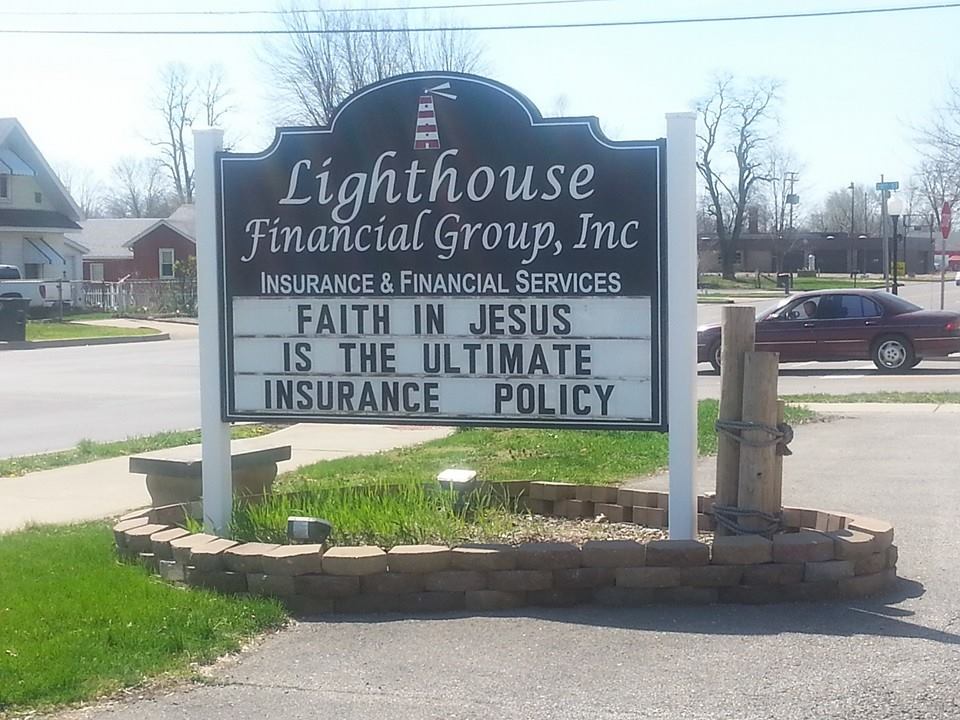 Lighthouse
Financial Group, Inc
INSURANCE & FINANCIAL SERVICES
FAITH IN JESUS
IS THE ULTIMATE
INSURANCE POLICY